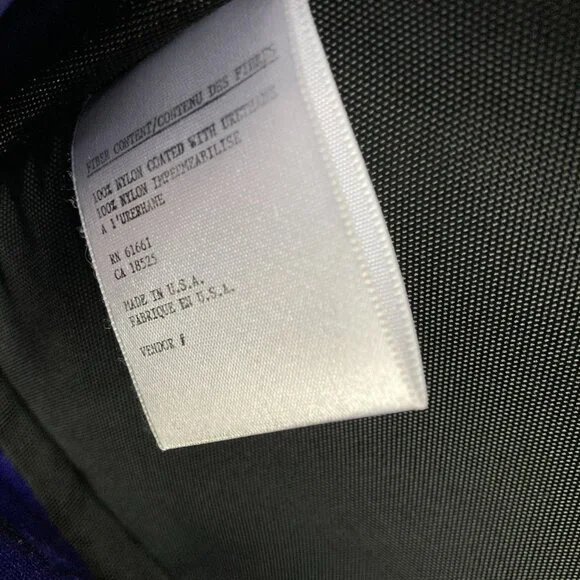 FIBER CONTENT/CONTENU DES FIBRES
100% NYLON COATED WITH URETHANE
100% NYLON IMPERMEABILISE
A L'URETHANE
RN 61661
CA 18525
MADE IN U.S.A.
FABRIQUE EN U.S.A.
VENDOR #